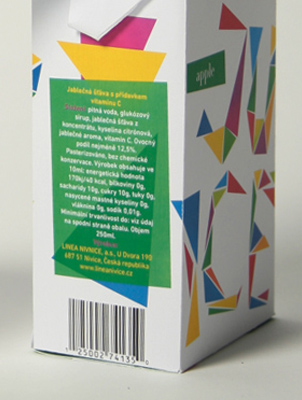 Jablečná šťáva s přídavkem
vitamínu C
pitná voda, glukózový
sirup, jablečná šťáva z
koncentrátu, kyselina citrónová,
jablečné aroma, vitamín C. Ovocný
podíl nejméně 12,5%.
Pasterizováno, bez chemické
konzervace. Výrobek obsahuje ve
10ml: energetická hodnota
170kj/40 kcal, bílkoviny 0g,
sacharidy 10g, cukry 10g, tuky 0g,
nasycené mastné kyseliny 0g,
vláknina 0g, sodík 0,01g.
Minimální trvanlivost do: viz údaj
na spodní straně obalu. Objem
250ml.
LINEA NIVNICE, a.s., U Dvora 190
687 51 Nivnice, Česká republika
www.lineanivnice.cz
25002 74135
apple
JUICE